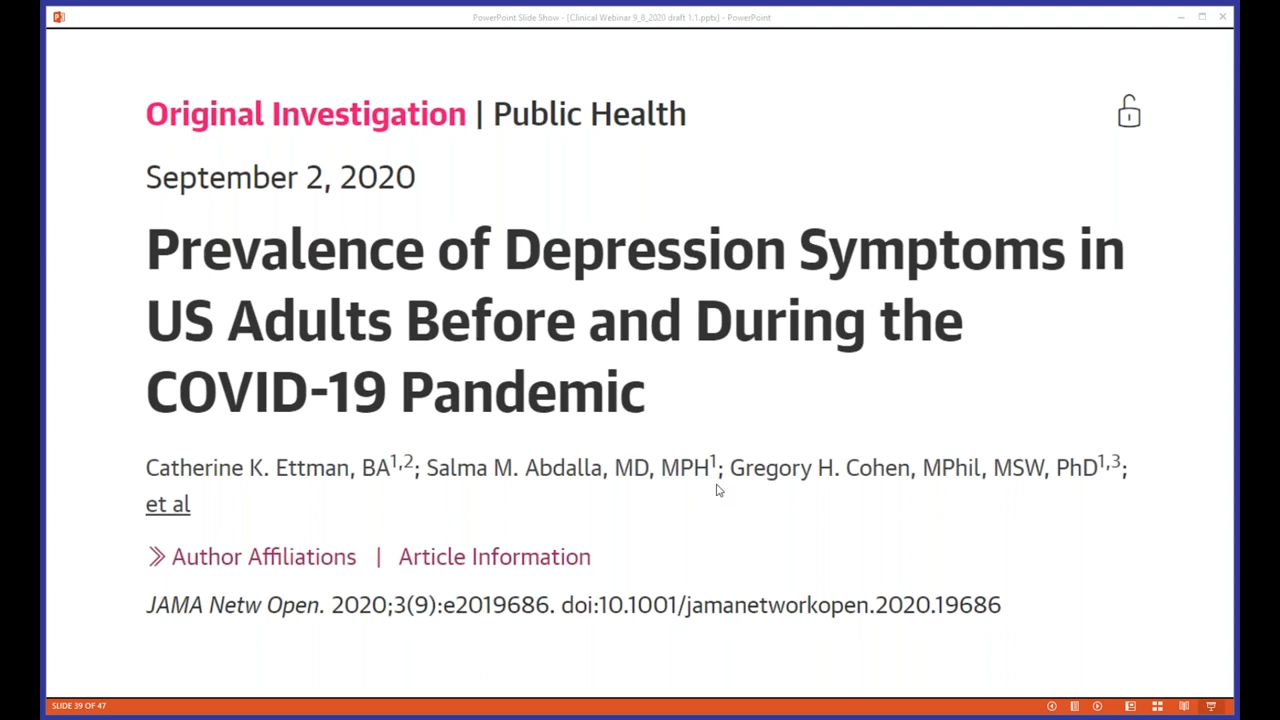 PowerPoint Slide Show - [Clinical Webinar 9_8_2020 draft 1.1.ppts] - PowerPoint
Original Investigation | Public Health
September 2, 2020
Prevalence of Depression Symptoms in
US Adults Before and During the
COVID-19 Pandemic
Catherine K. Ettman, BA1,2; Salma M. Abdalla, MD, MPH1; Gregory H. Cohen, MPhil, MSW, PhD1,3;
et al
Author Affiliations | Article Information
JAMA Netw Open. 2020;3(9):e2019686. doi:10.1001/jamanetworkopen.2020.19686
SLIDE 39 OF 47